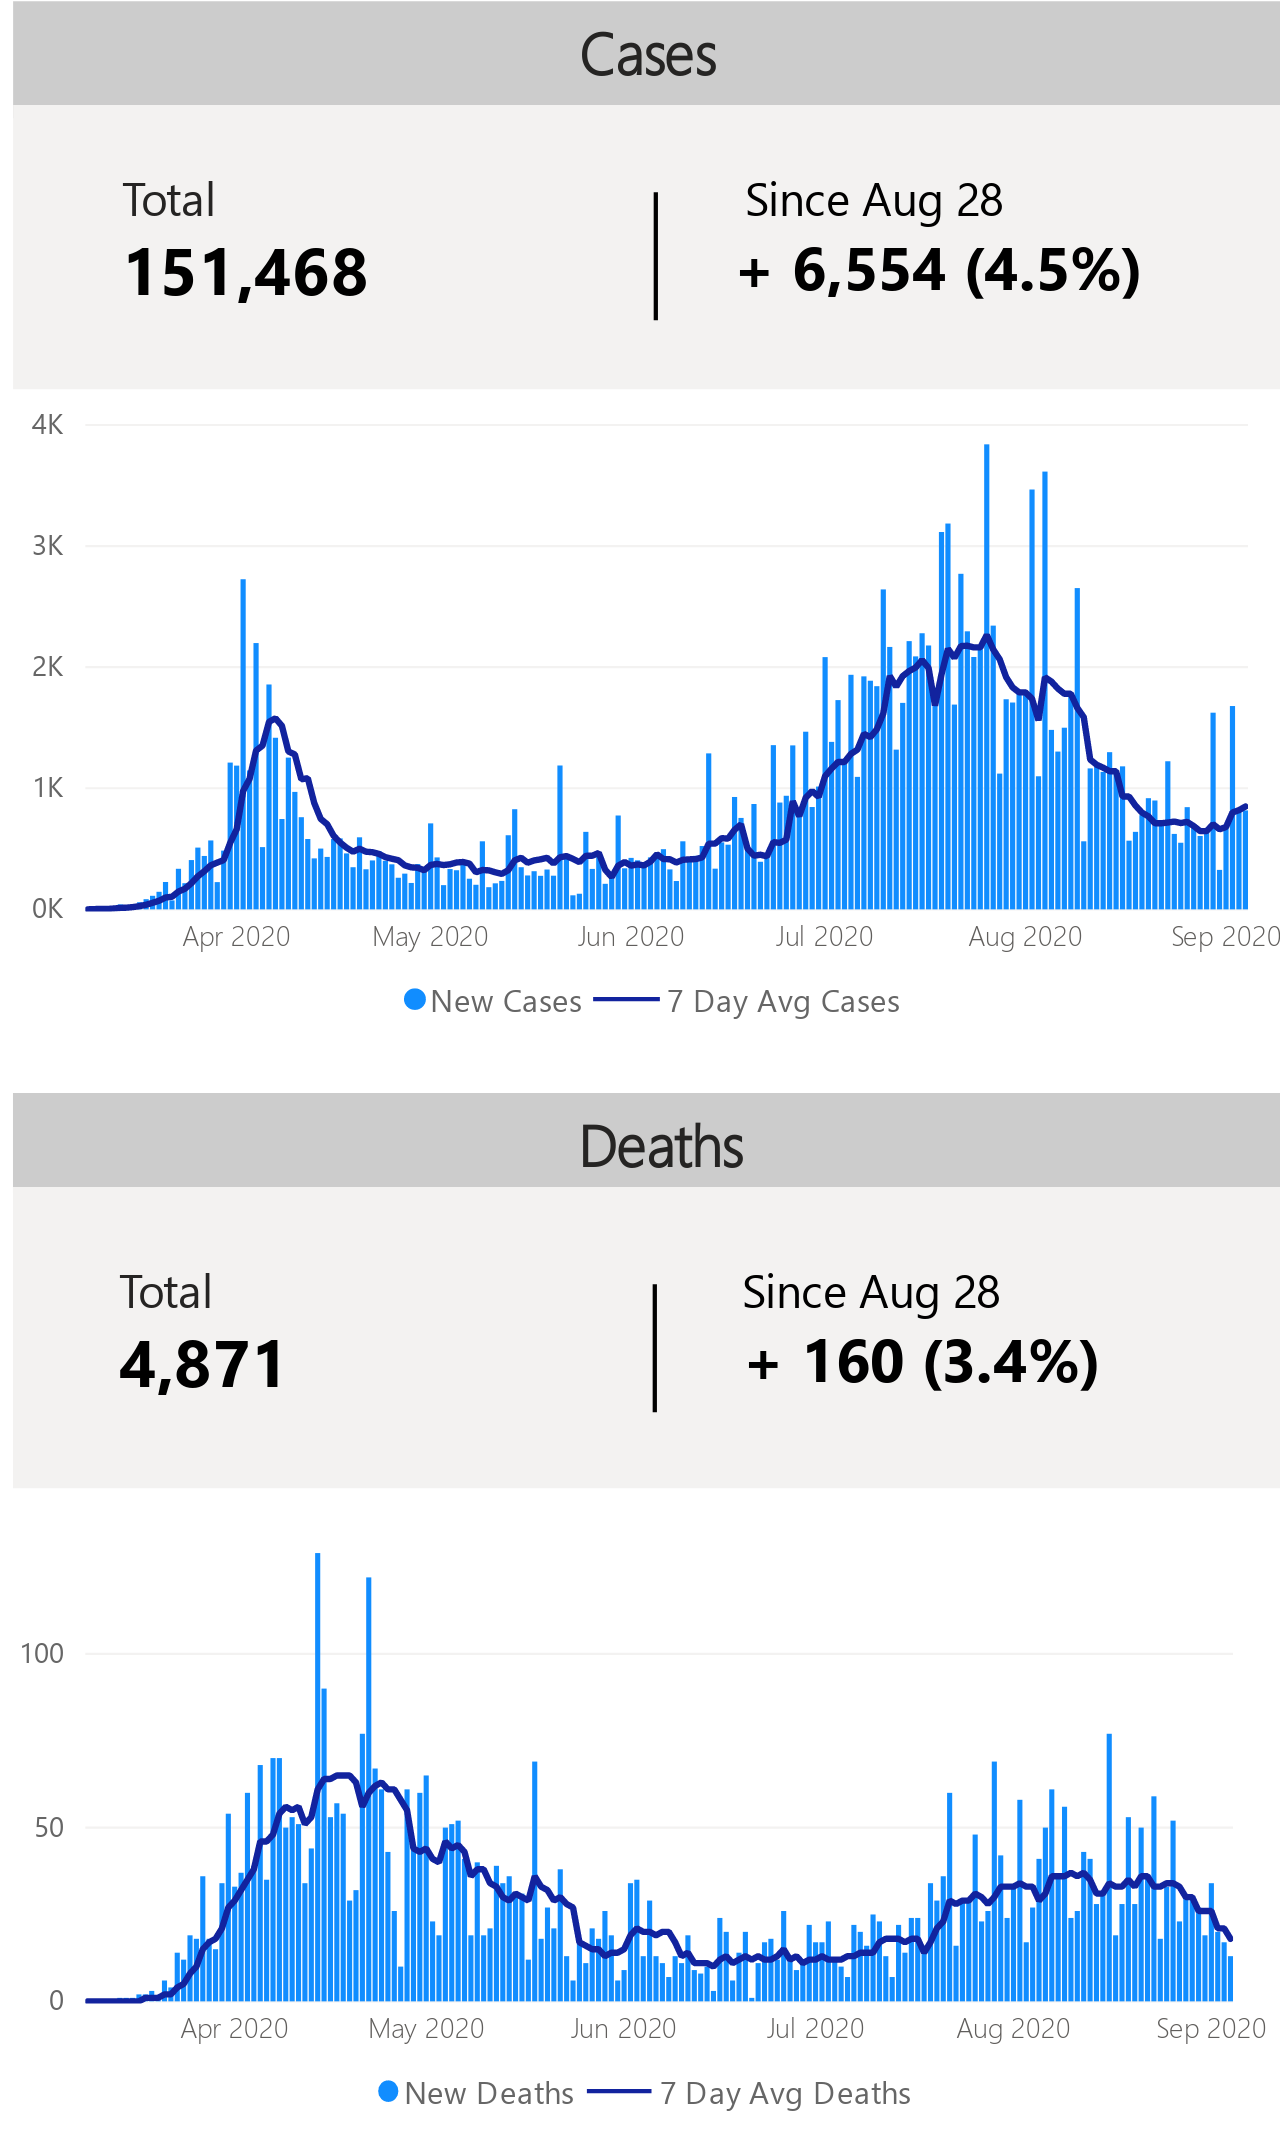 Cases
Total
Since Aug 28
151,468
+ 6,554 (4.5%)
4K
3K
2K
1K
0K
Apr 2020
May 2020
Jun 2020
Jul 2020
Aug 2020
Sep 2020
New Cases
7 Day Avg Cases
Deaths
Total
Since Aug 28
4,871
+ 160 (3.4%)
100
50
0
Apr 2020
May 2020
Jun 2020
Jul 2020
Aug 2020
Sep 2020
New Deaths
7 Day Avg Deaths